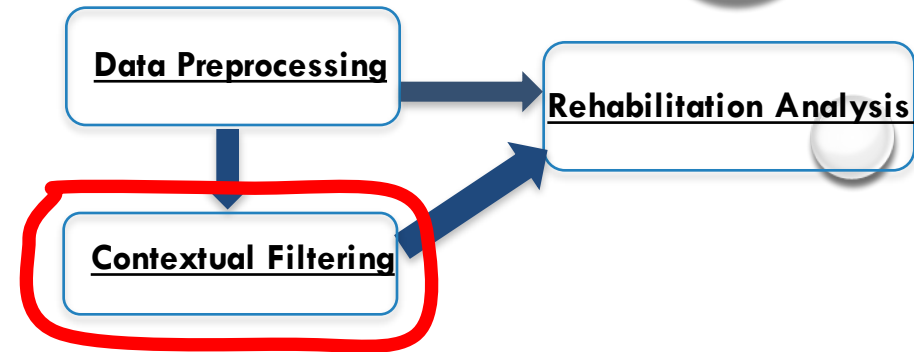 Data Preprocessing
Rehabilitation Analysis
Contextual Filtering